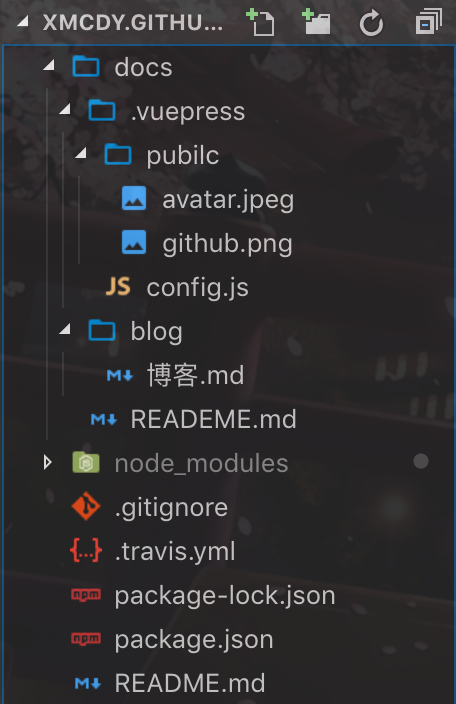 XMCDY.GITHU...
docs
.vuepress
pubilc
avatar.jpeg
github.png
JS config.js
blog
M↓ 博客.md
M↓ READEME.md
node_modules
.gitignore
{...} .travis.yml
npm package-lock.json
npm package.json
M↓ README.md